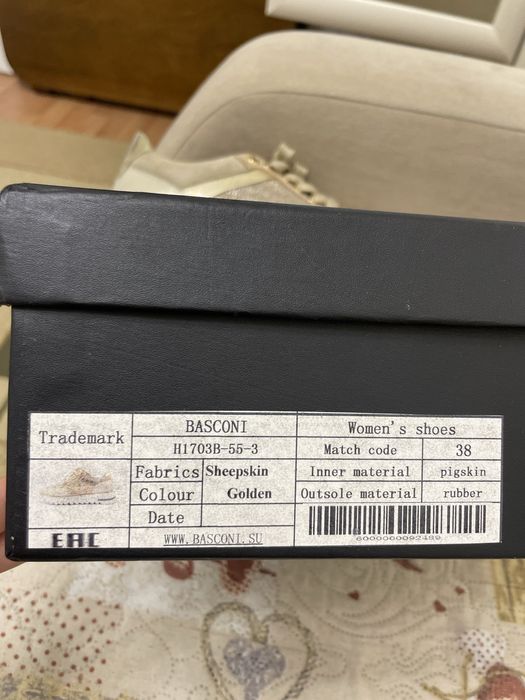 Trademark
BASCONI
H1703B-55-3
Women's shoes
Match code 38
Fabrics Sheepskin
Inner material pigskin
Colour Golden
Outsole material rubber
Date
EAC
WWW.BASCONI.SU
6000000092489